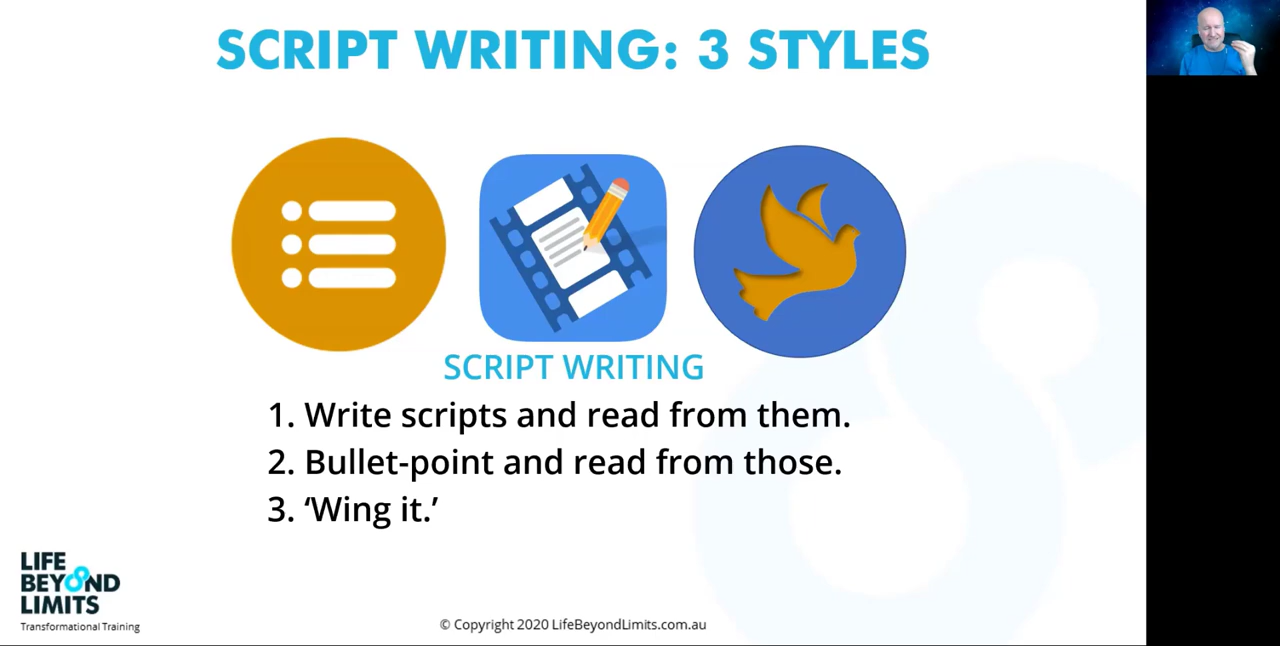 SCRIPT WRITING: 3 STYLES
SCRIPT WRITING
1. Write scripts and read from them.
2. Bullet-point and read from those.
3. ‘Wing it.’
LIFE
BEYOND
LIMITS
Transformational Training
© Copyright 2020 LifeBeyondLimits.com.au